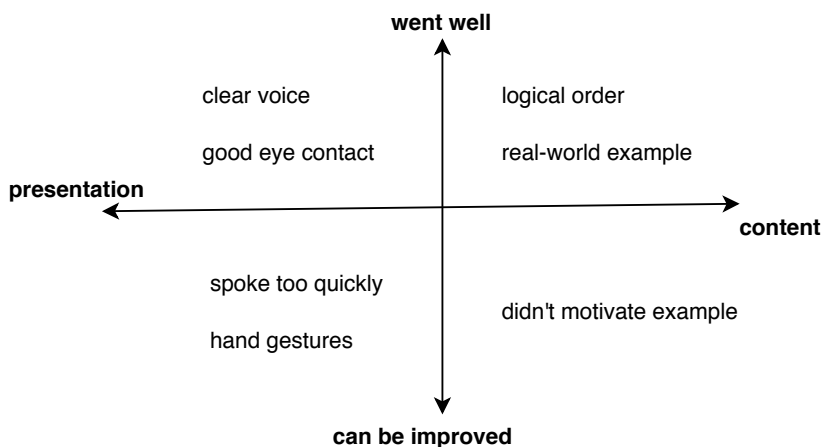 went well
clear voice
logical order
good eye contact
real-world example
presentation
content
spoke too quickly
didn't motivate example
hand gestures
can be improved